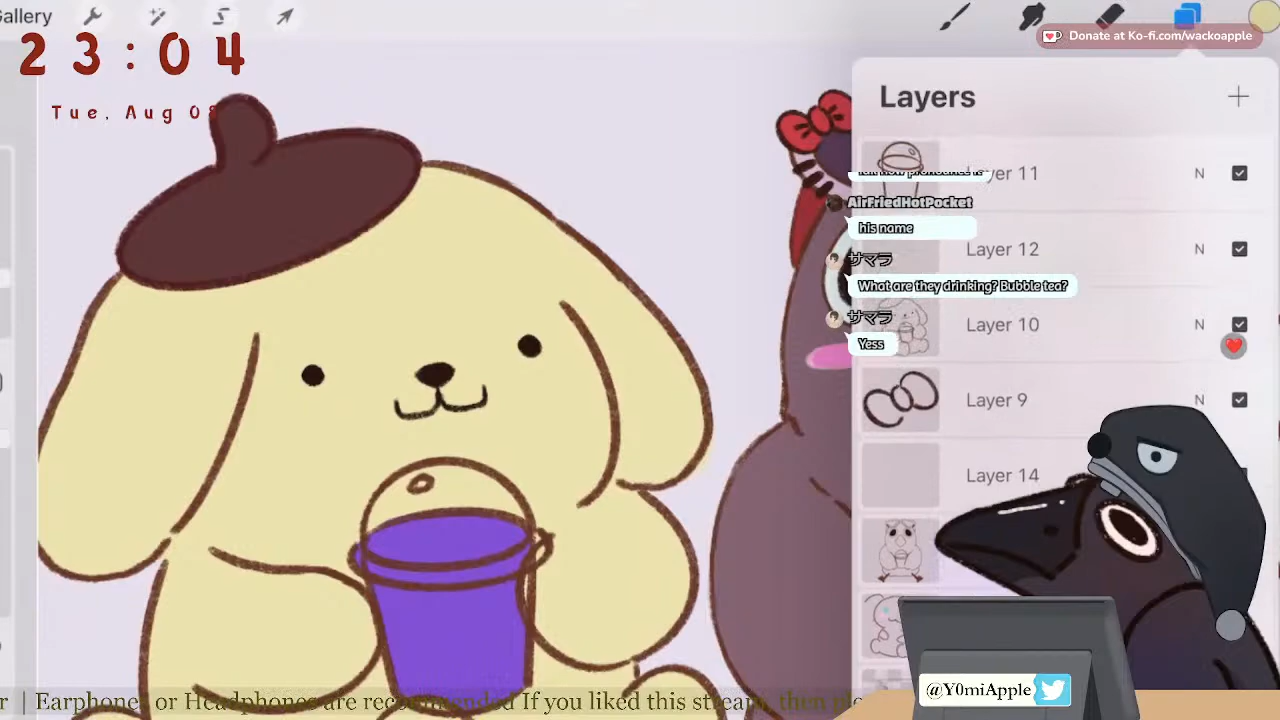 Gallery
Donate at Ko-fi.com/wackoapple
23:04
Tue, Aug 08
Layers
Layer 11
N
AirFriedHotPocket
his name
Layer 12
N
サマラ
What are they drinking? Bubble tea?
サマラ
Yess
Layer 10
N
Layer 9
N
Layer 14
@Y0miApple
| Earphones or Headphones are recommended If you liked this stream, then